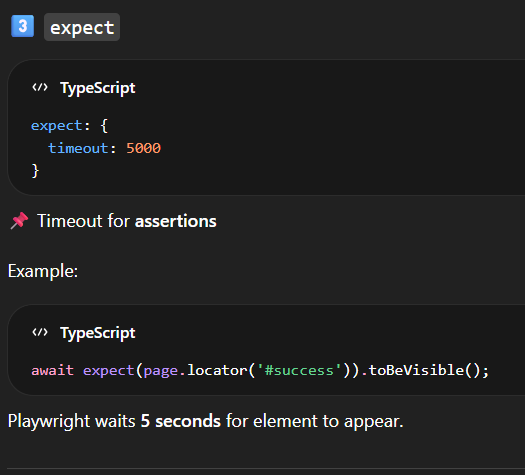 3 expect
TypeScript
expect: {
  timeout: 5000
}
Timeout for assertions
Example:
TypeScript
await expect(page.locator('#success')).toBeVisible();
Playwright waits 5 seconds for element to appear.